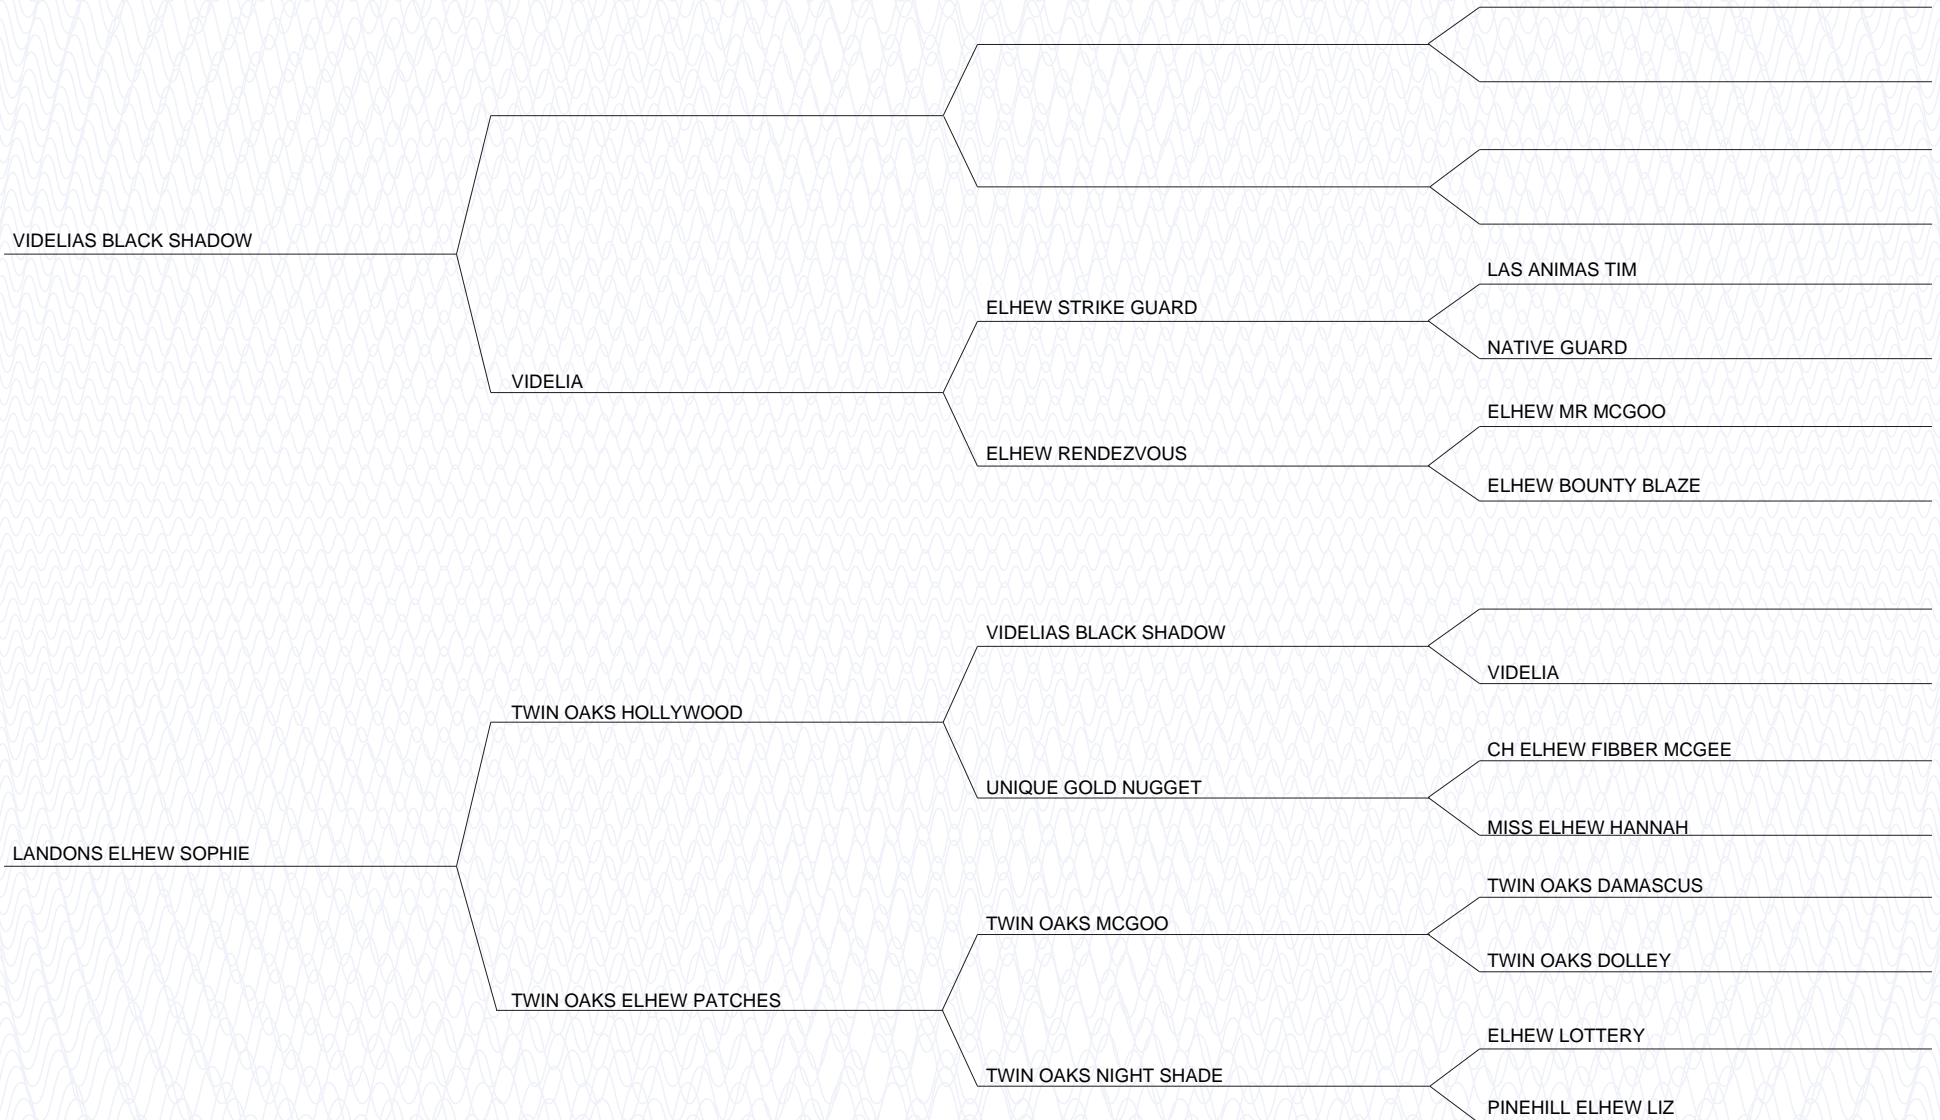 VIDELIAS BLACK SHADOW
LAS ANIMAS TIM
ELHEW STRIKE GUARD
NATIVE GUARD
VIDELIA
ELHEW MR MCGOO
ELHEW RENDEZVOUS
ELHEW BOUNTY BLAZE
VIDELIAS BLACK SHADOW
VIDELIA
TWIN OAKS HOLLYWOOD
CH ELHEW FIBBER MCGEE
UNIQUE GOLD NUGGET
MISS ELHEW HANNAH
LANDONS ELHEW SOPHIE
TWIN OAKS DAMASCUS
TWIN OAKS MCGOO
TWIN OAKS DOLLEY
TWIN OAKS ELHEW PATCHES
ELHEW LOTTERY
TWIN OAKS NIGHT SHADE
PINEHILL ELHEW LIZ